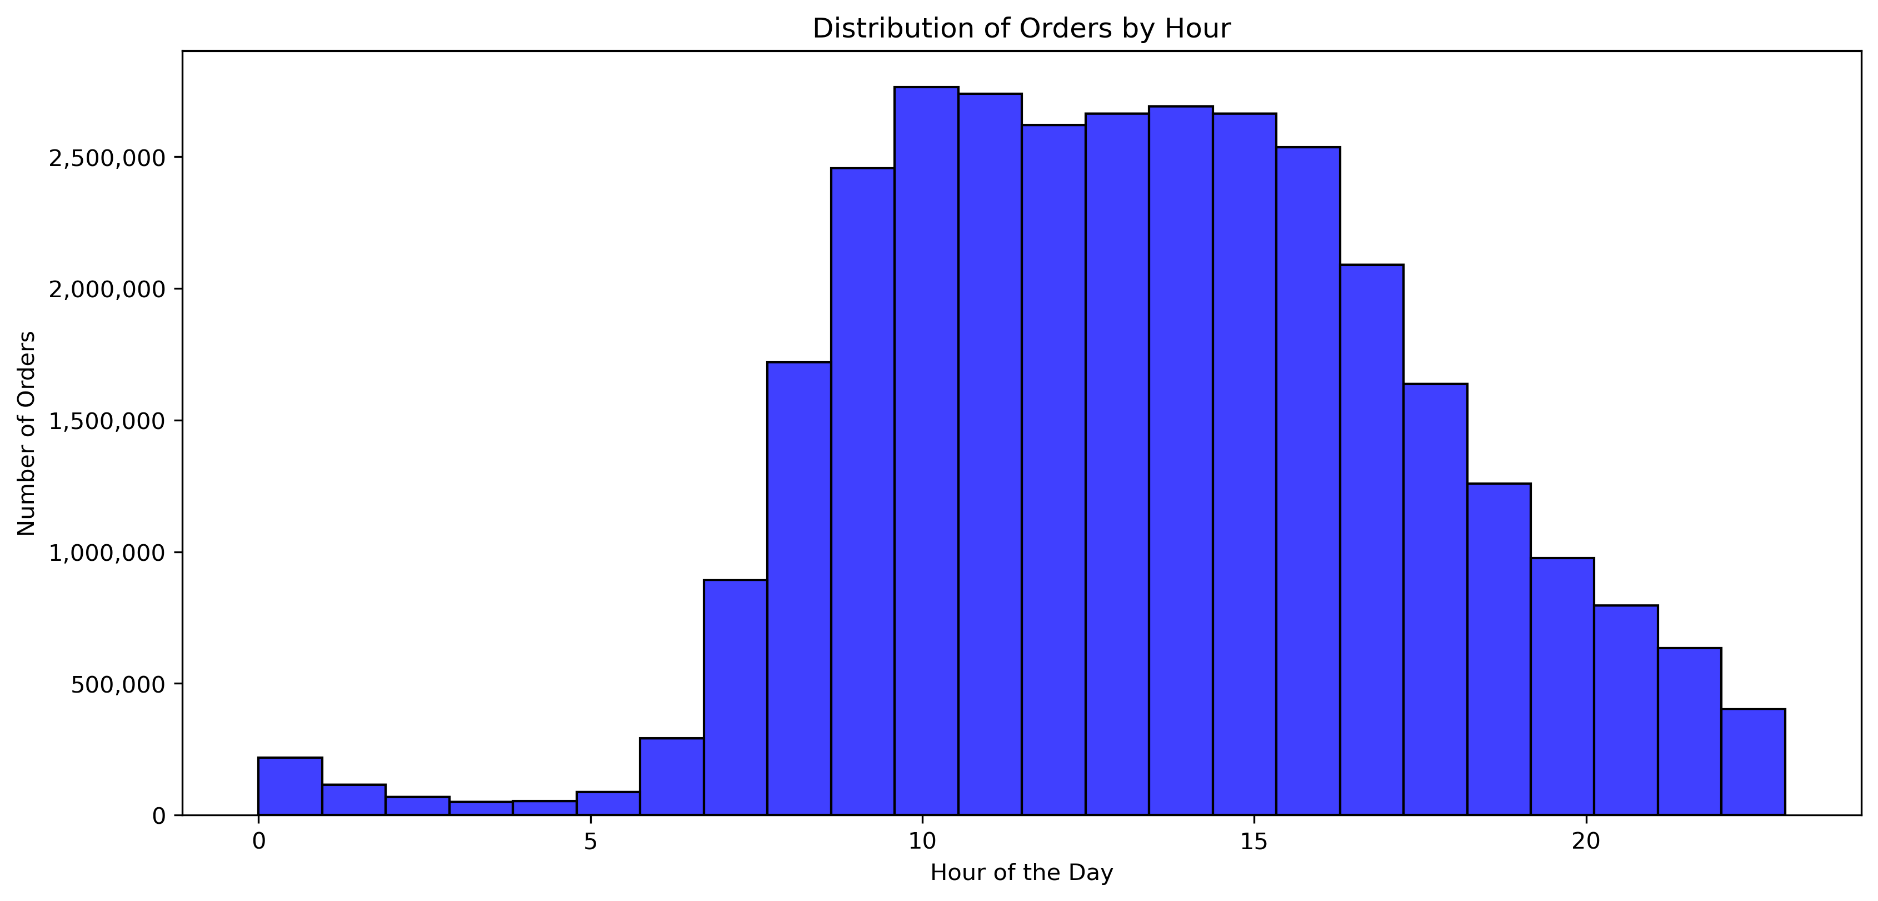 Distribution of Orders by Hour
Number of Orders
2,500,000
2,000,000
1,500,000
1,000,000
500,000
0
0 5 10 15 20
Hour of the Day